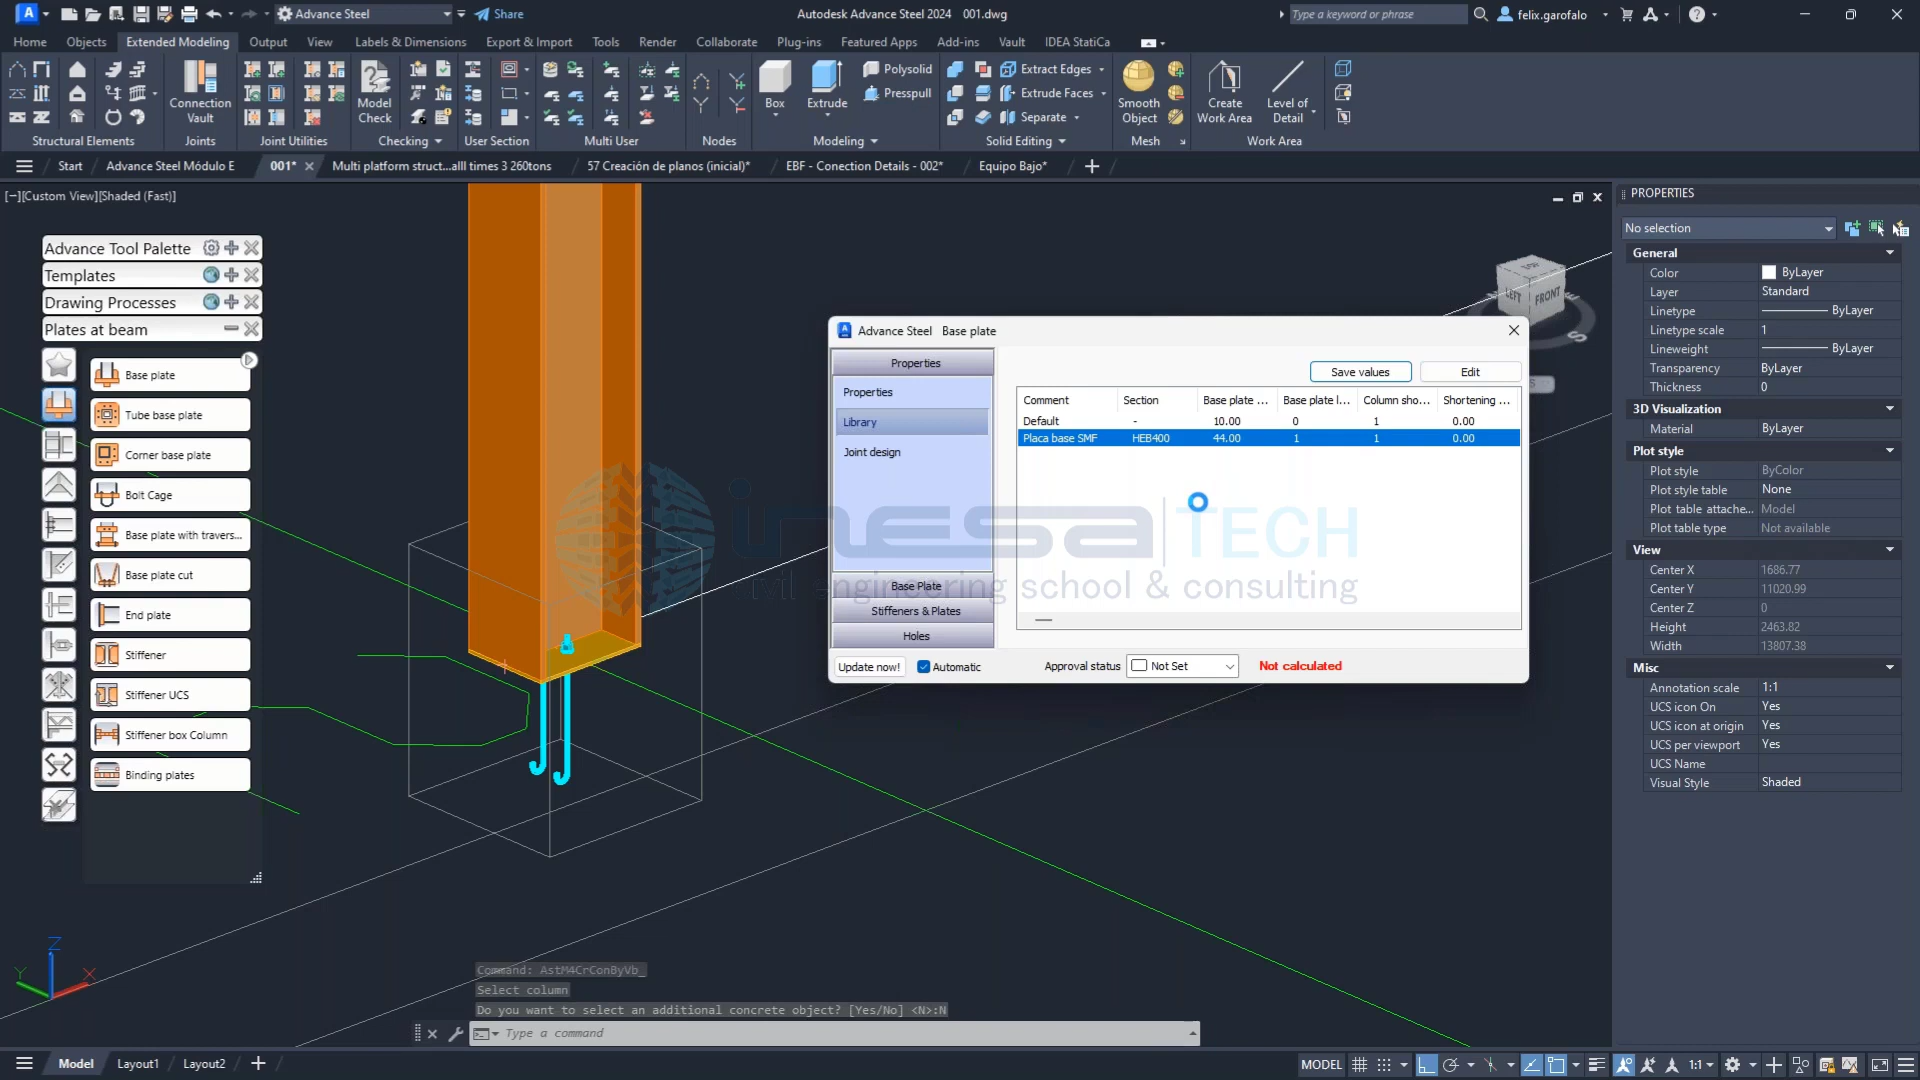 Advance Steel
Share
Autodesk Advance Steel 2024 001.dwg
Type a keyword or phrase
felix.garofalo
Home Objects Extended Modeling Output View Labels & Dimensions Export & Import Tools Render Collaborate Plug-ins Featured Apps Add-ins Vault IDEA StatiCa
Connection Vault
Model Check
Box
Extrude
Polysolid
Presspull
Extract Edges
Extrude Faces
Separate
Smooth Object
Create Work Area
Level of Detail
Structural Elements Joints Joint Utilities Checking User Section Multi User Nodes Modeling Solid Editing Mesh Work Area
Start Advance Steel Módulo E 001* Multi platform struct...alll times 3 260tons 57 Creación de planos (inicial)* EBF - Conection Details - 002* Equipo Bajo*
[−][Custom View][Shaded (Fast)]
Advance Tool Palette
Templates
Drawing Processes
Plates at beam
Base plate
Tube base plate
Corner base plate
Bolt Cage
Base plate with travers...
Base plate cut
End plate
Stiffener
Stiffener UCS
Stiffener box Column
Binding plates
TOP
LEFT FRONT
S
Advance Steel Base plate
Properties
Properties
Library
Joint design
Base Plate
Stiffeners & Plates
Holes
Save values Edit
Comment Section Base plate ... Base plate l... Column sho... Shortening ...
Default - 10.00 0 1 0.00
Placa base SMF HEB400 44.00 1 1 0.00
Update now! Automatic Approval status Not Set Not calculated
inesa TECH
civil engineering school & consulting
PROPERTIES
No selection
General
Color ByLayer
Layer Standard
Linetype ByLayer
Linetype scale 1
Lineweight ByLayer
Transparency ByLayer
Thickness 0
3D Visualization
Material ByLayer
Plot style
Plot style ByColor
Plot style table None
Plot table attache... Model
Plot table type Not available
View
Center X 1686.77
Center Y 11020.99
Center Z 0
Height 2463.82
Width 13807.38
Misc
Annotation scale 1:1
UCS icon On Yes
UCS icon at origin Yes
UCS per viewport Yes
UCS Name
Visual Style Shaded
Z
Y X
Command: AstM4CrConByVb_
Select column
Do you want to select an additional concrete object? [Yes/No] <N>:N
Type a command
Model Layout1 Layout2
MODEL 1:1